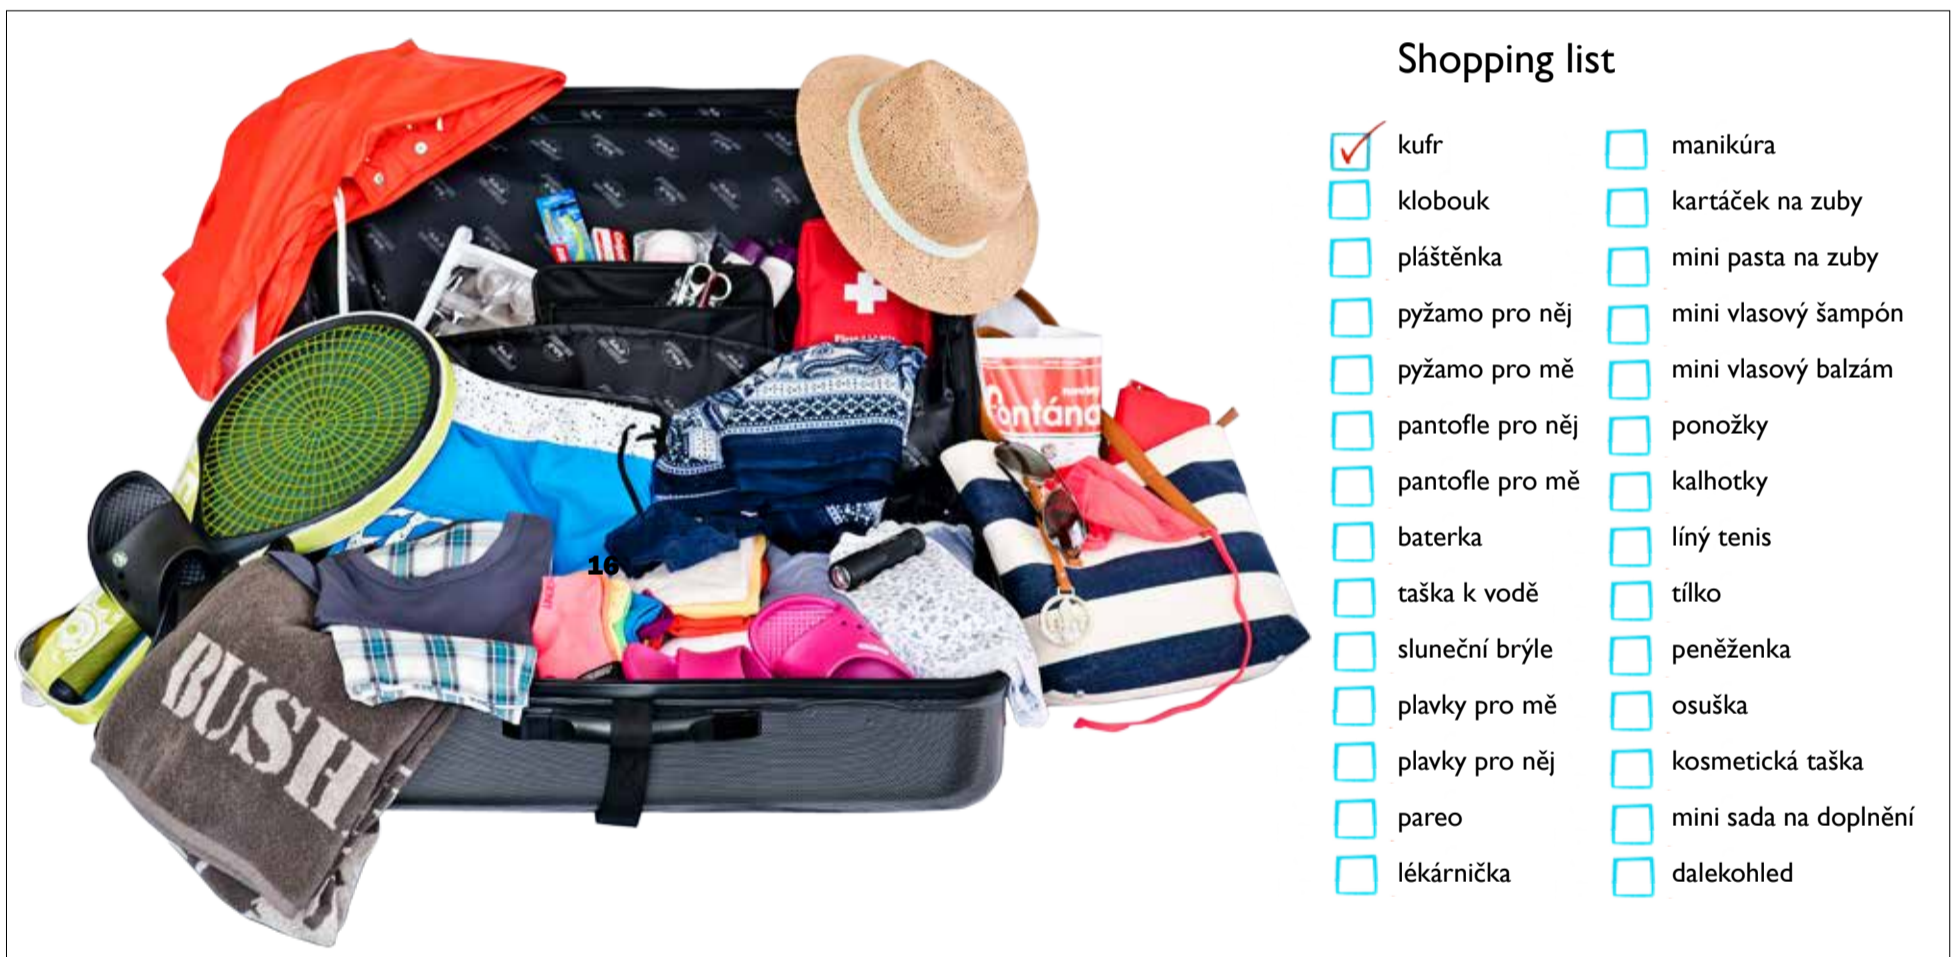 Shopping list
kufr
klobouk
pláštěnka
pyžamo pro něj
pyžamo pro mě
pantofle pro něj
pantofle pro mě
baterka
taška k vodě
sluneční brýle
plavky pro mě
plavky pro něj
pareo
lékárnička
manikúra
kartáček na zuby
mini pasta na zuby
mini vlasový šampón
mini vlasový balzám
ponožky
kalhotky
líný tenis
tílko
peněženka
osuška
kosmetická taška
mini sada na doplnění
dalekohled
fontána
16
BUSH